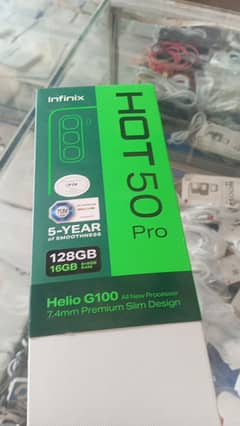 Infinix
HOT 50
Pro
5-YEAR
OF SMOOTHNESS
128GB
16GB
Helio G100 All New Processor
7.4mm Premium Slim Design